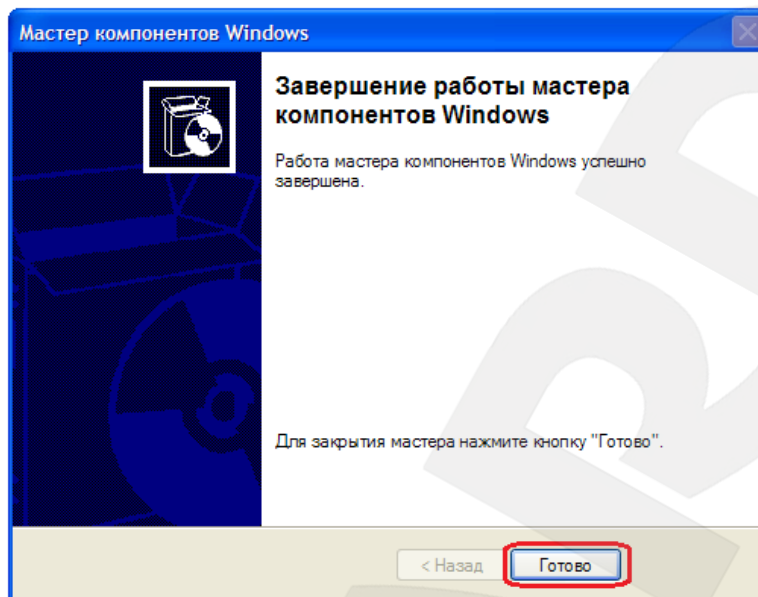 Мастер компонентов Windows
Завершение работы мастера
компонентов Windows
Работа мастера компонентов Windows успешно
завершена.
Для закрытия мастера нажмите кнопку "Готово".
< Назад
Готово